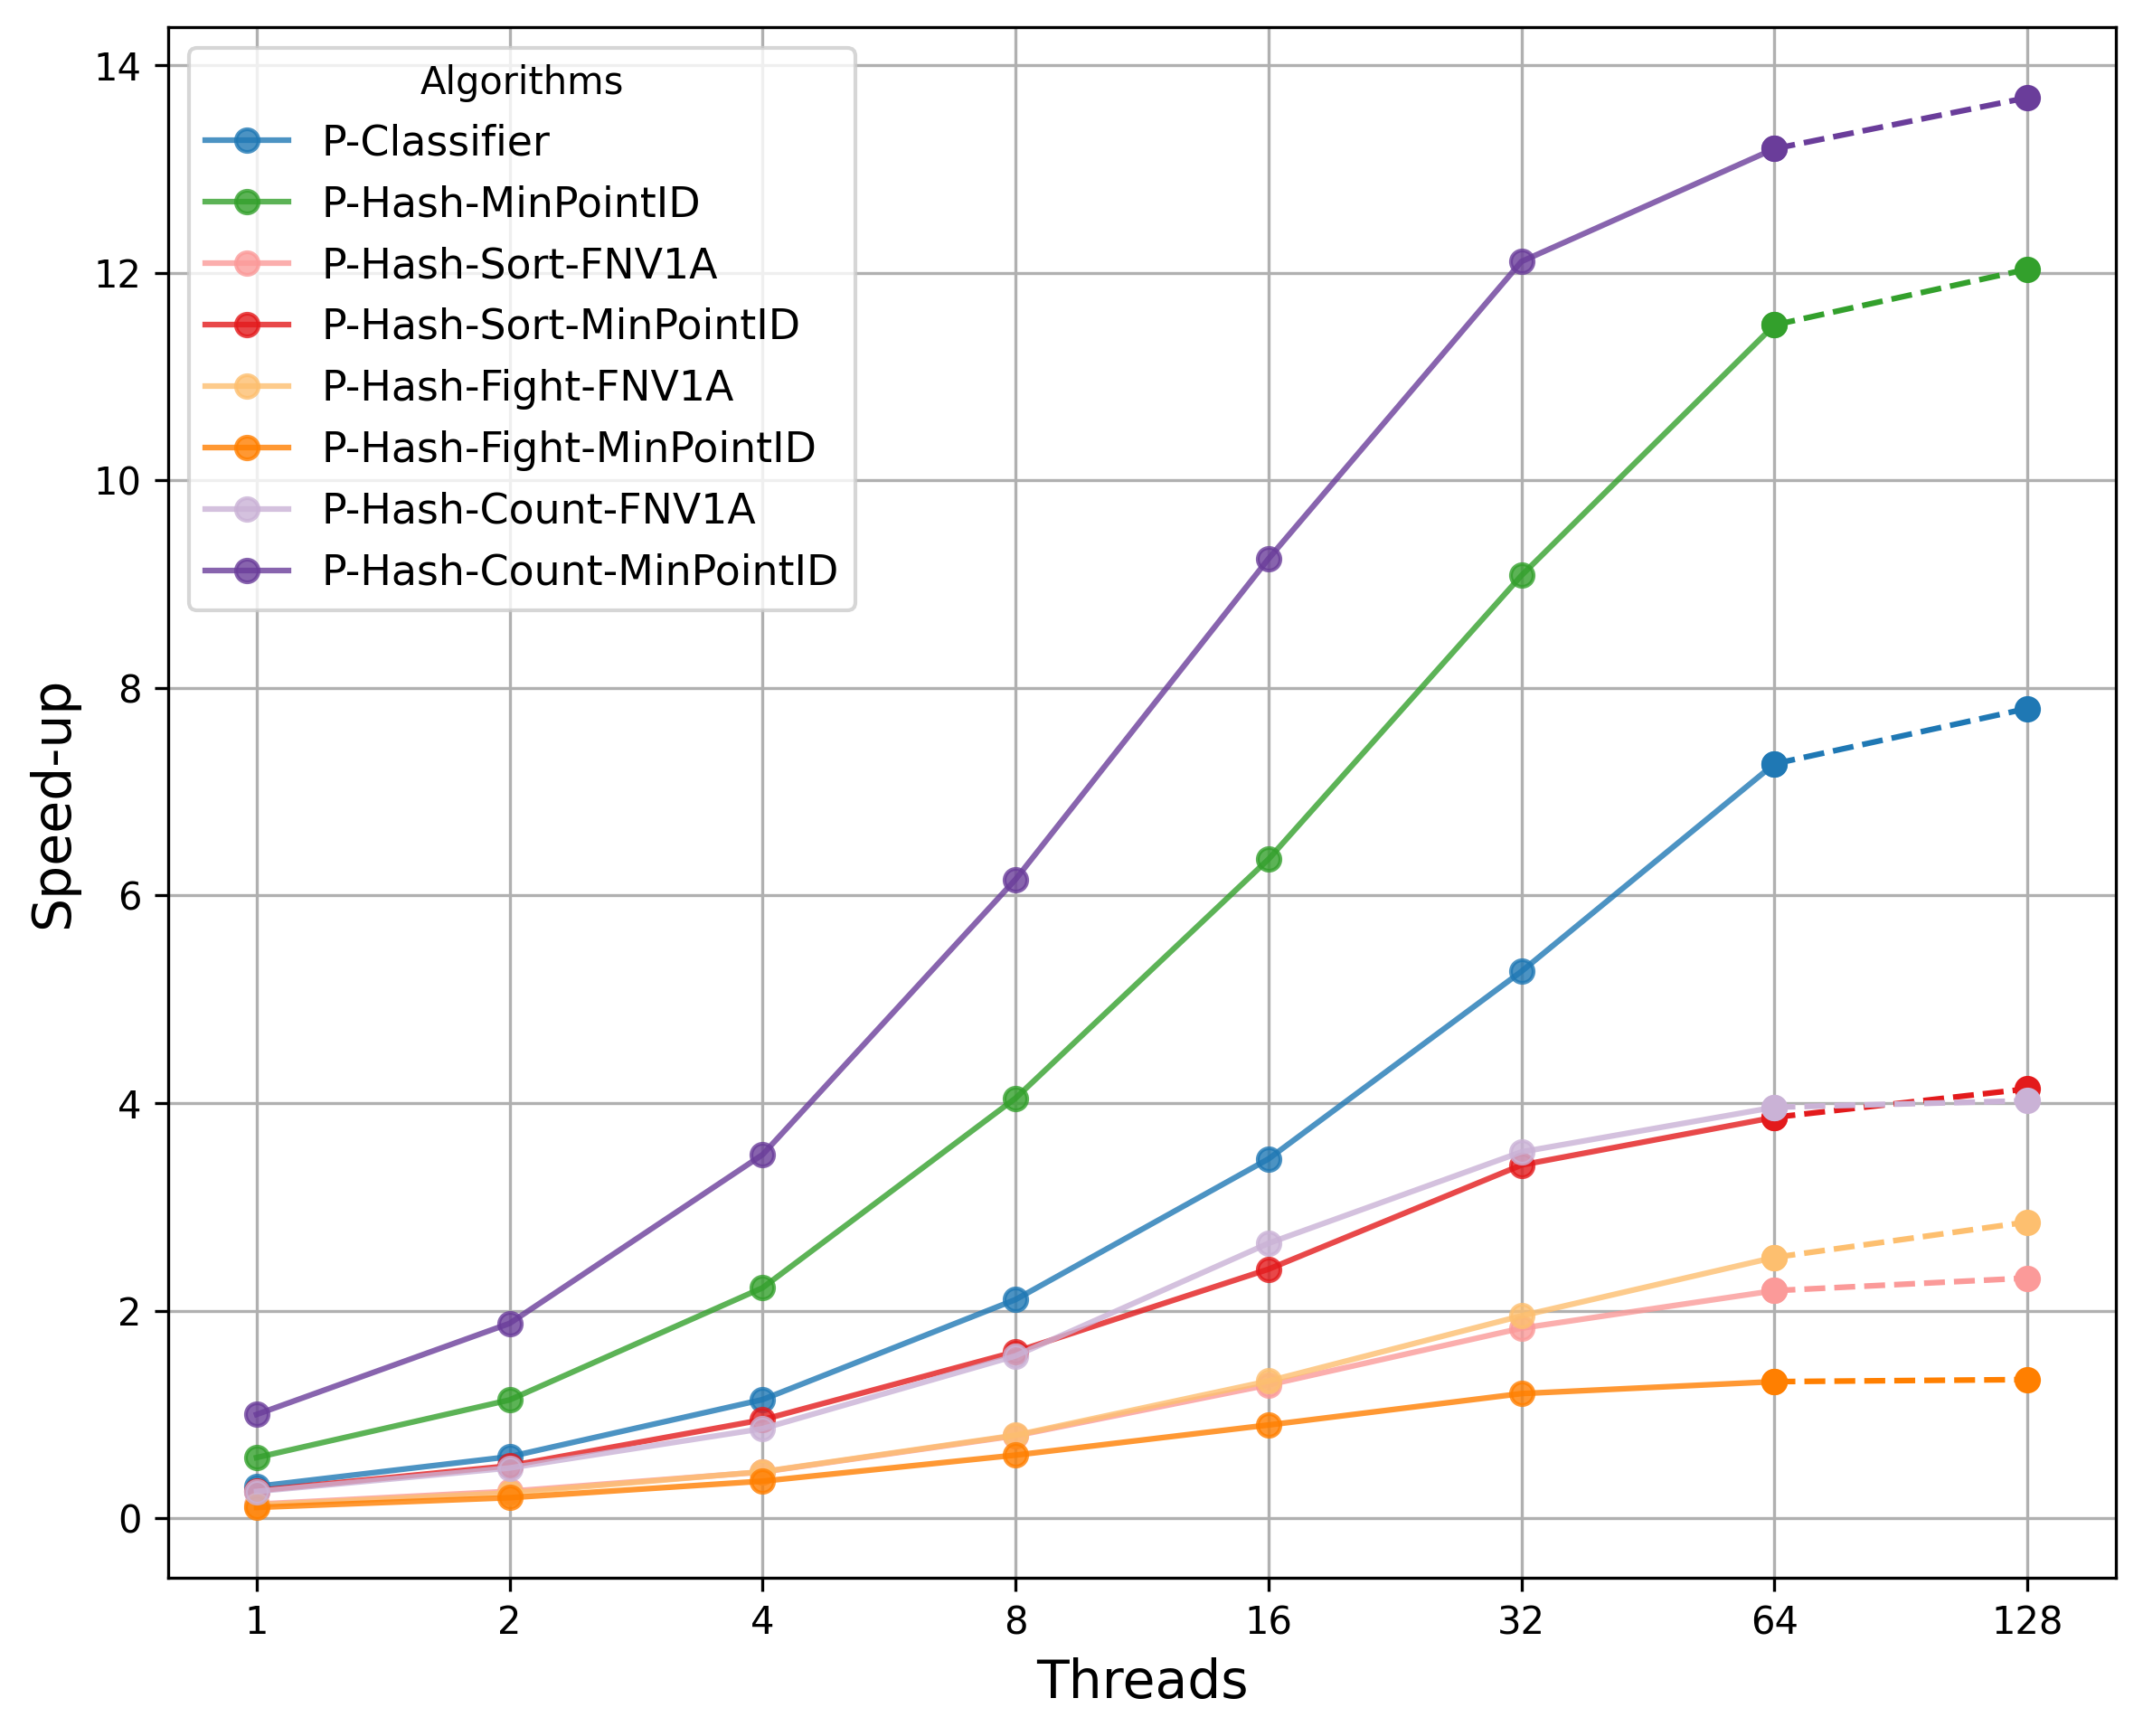 Algorithms
P-Classifier
P-Hash-MinPointID
P-Hash-Sort-FNV1A
P-Hash-Sort-MinPointID
P-Hash-Fight-FNV1A
P-Hash-Fight-MinPointID
P-Hash-Count-FNV1A
P-Hash-Count-MinPointID
Speed-up
14
12
10
8
6
4
2
0
1 2 4 8 16 32 64 128
Threads